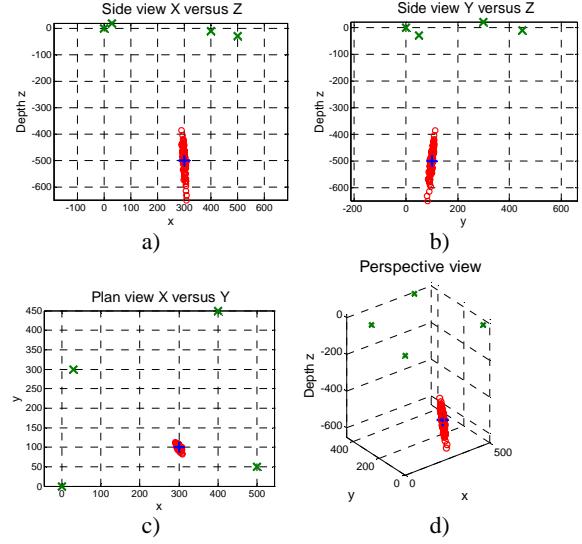 Side view X versus Z
0
-100
-200
-300
-400
-500
-600
Depth z
-100 0 100 200 300 400 500 600
x
a)
Side view Y versus Z
0
-100
-200
-300
-400
-500
-600
Depth z
-200 0 200 400 600
y
b)
Plan view X versus Y
450
400
350
300
250
200
150
100
50
0
y
0 100 200 300 400 500
x
c)
Perspective view
0
-200
-400
-600
Depth z
400
200
0
y
0
500
x
d)